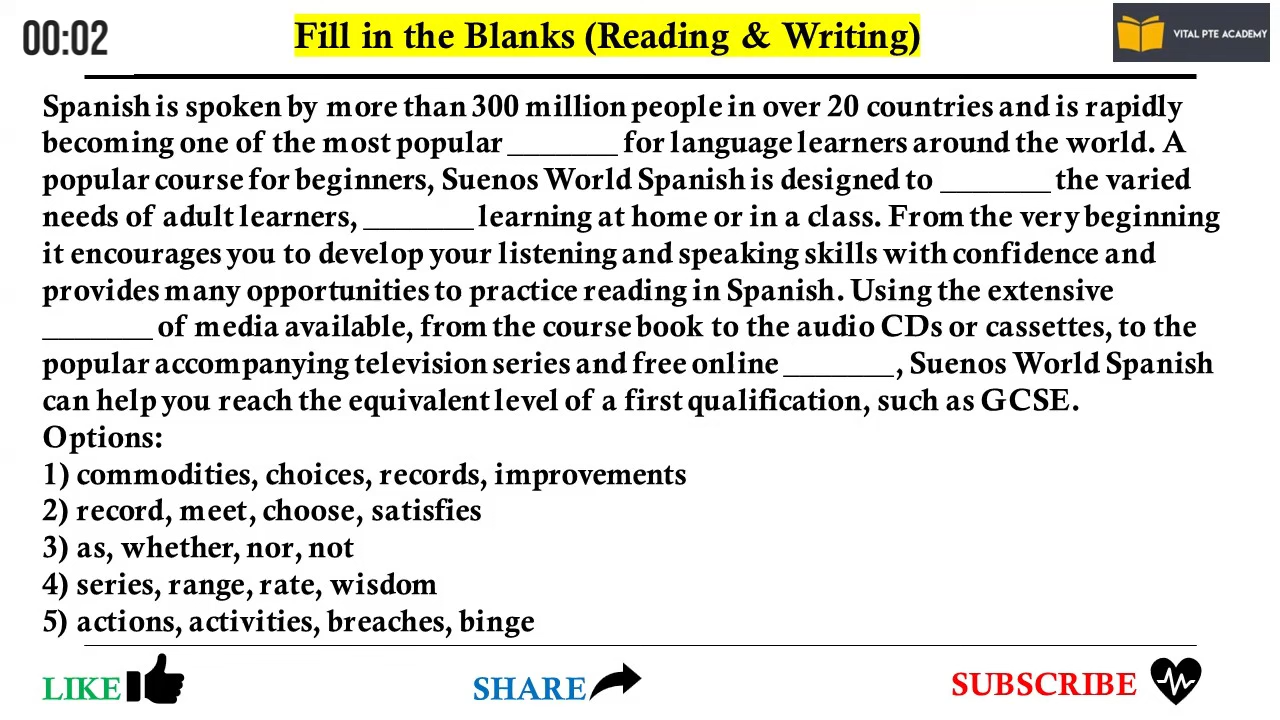 00:02
Fill in the Blanks (Reading & Writing)
VITAL PTE ACADEMY
Spanish is spoken by more than 300 million people in over 20 countries and is rapidly
becoming one of the most popular ________ for language learners around the world. A
popular course for beginners, Suenos World Spanish is designed to ________ the varied
needs of adult learners, ________ learning at home or in a class. From the very beginning
it encourages you to develop your listening and speaking skills with confidence and
provides many opportunities to practice reading in Spanish. Using the extensive
________ of media available, from the course book to the audio CDs or cassettes, to the
popular accompanying television series and free online ________, Suenos World Spanish
can help you reach the equivalent level of a first qualification, such as GCSE.
Options:
1) commodities, choices, records, improvements
2) record, meet, choose, satisfies
3) as, whether, nor, not
4) series, range, rate, wisdom
5) actions, activities, breaches, binge
LIKE
SHARE
SUBSCRIBE